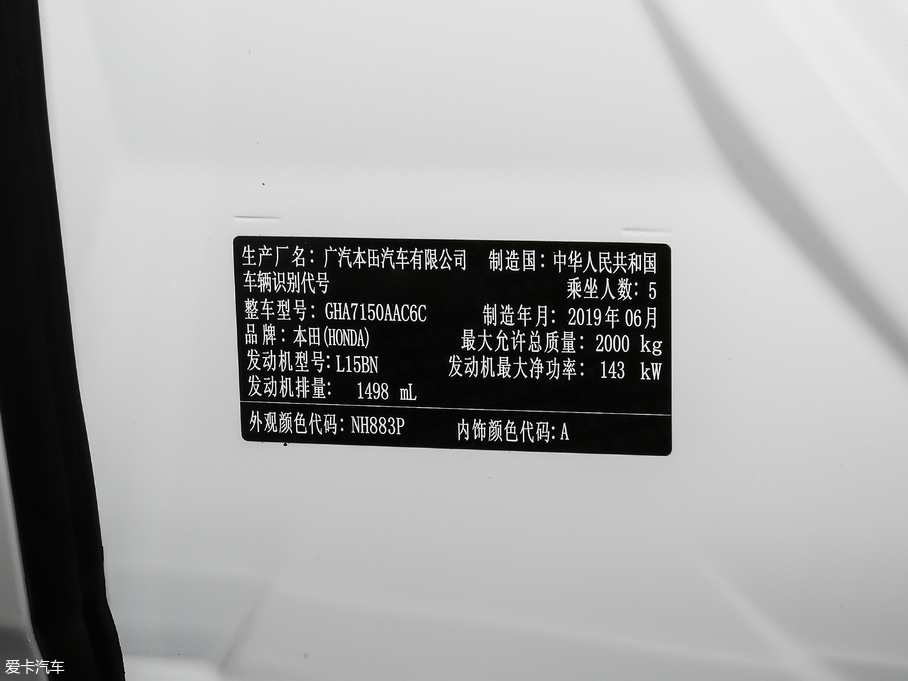 生产厂名：广汽本田汽车有限公司 制造国：中华人民共和国
车辆识别代号 乘坐人数：5
整车型号：GHA7150AAC6C 制造年月：2019年06月
品牌：本田(HONDA) 最大允许总质量：2000 kg
发动机型号：L15BN 发动机最大净功率：143 kW
发动机排量： 1498 mL
外观颜色代码：NH883P 内饰颜色代码：A
爱卡汽车